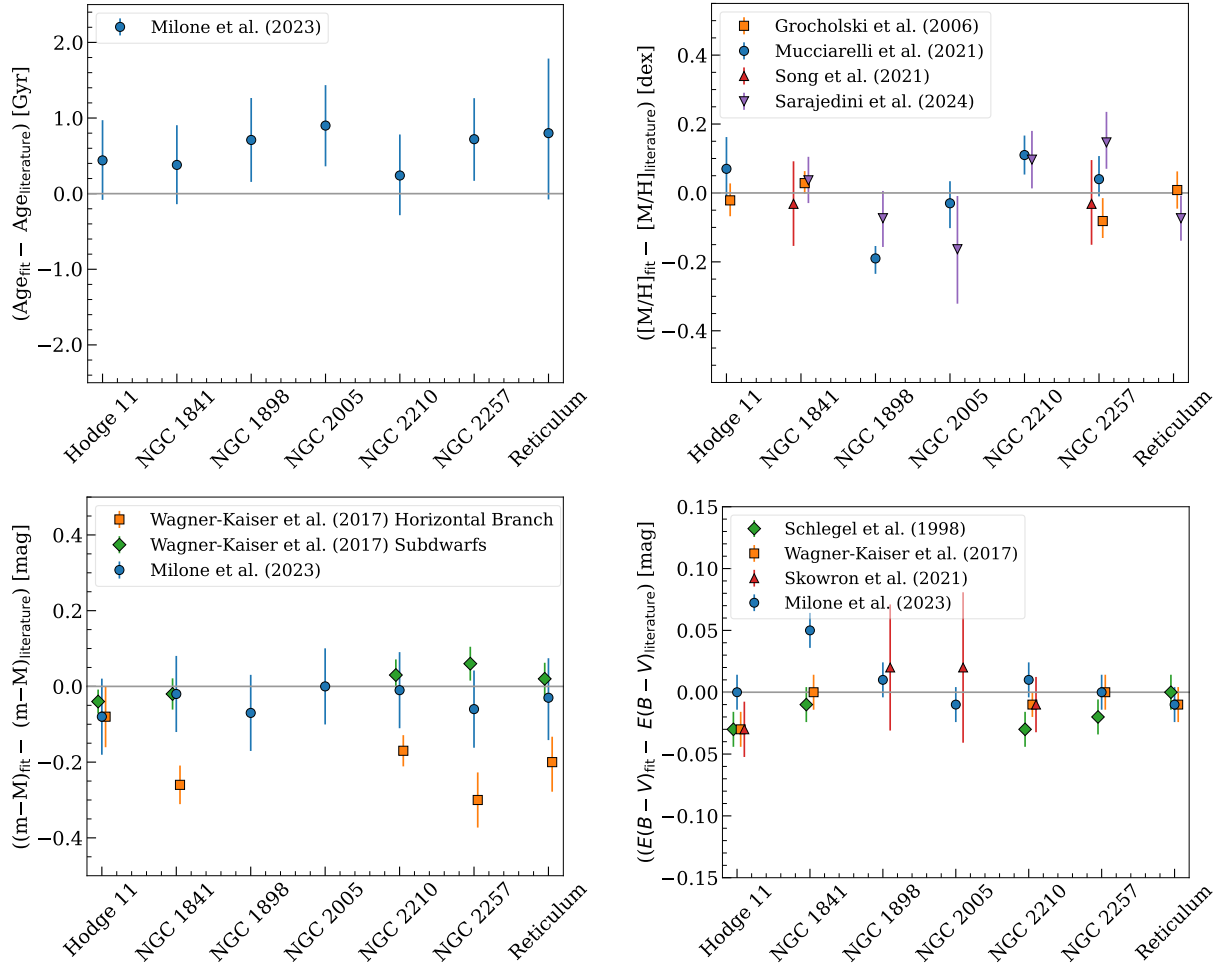 Milone et al. (2023)
2.0
1.0
0.0
−1.0
−2.0
(Age_fit − Age_literature) [Gyr]
Hodge 11
NGC 1841
NGC 1898
NGC 2005
NGC 2210
NGC 2257
Reticulum
Grocholski et al. (2006)
Mucciarelli et al. (2021)
Song et al. (2021)
Sarajedini et al. (2024)
0.4
0.2
0.0
−0.2
−0.4
([M/H]_fit − [M/H]_literature) [dex]
Hodge 11
NGC 1841
NGC 1898
NGC 2005
NGC 2210
NGC 2257
Reticulum
Wagner-Kaiser et al. (2017) Horizontal Branch
Wagner-Kaiser et al. (2017) Subdwarfs
Milone et al. (2023)
0.4
0.2
0.0
−0.2
−0.4
((m−M)_fit − (m−M)_literature) [mag]
Hodge 11
NGC 1841
NGC 1898
NGC 2005
NGC 2210
NGC 2257
Reticulum
Schlegel et al. (1998)
Wagner-Kaiser et al. (2017)
Skowron et al. (2021)
Milone et al. (2023)
0.15
0.10
0.05
0.00
−0.05
−0.10
−0.15
((E(B − V)_fit − E(B − V)_literature) [mag]
Hodge 11
NGC 1841
NGC 1898
NGC 2005
NGC 2210
NGC 2257
Reticulum